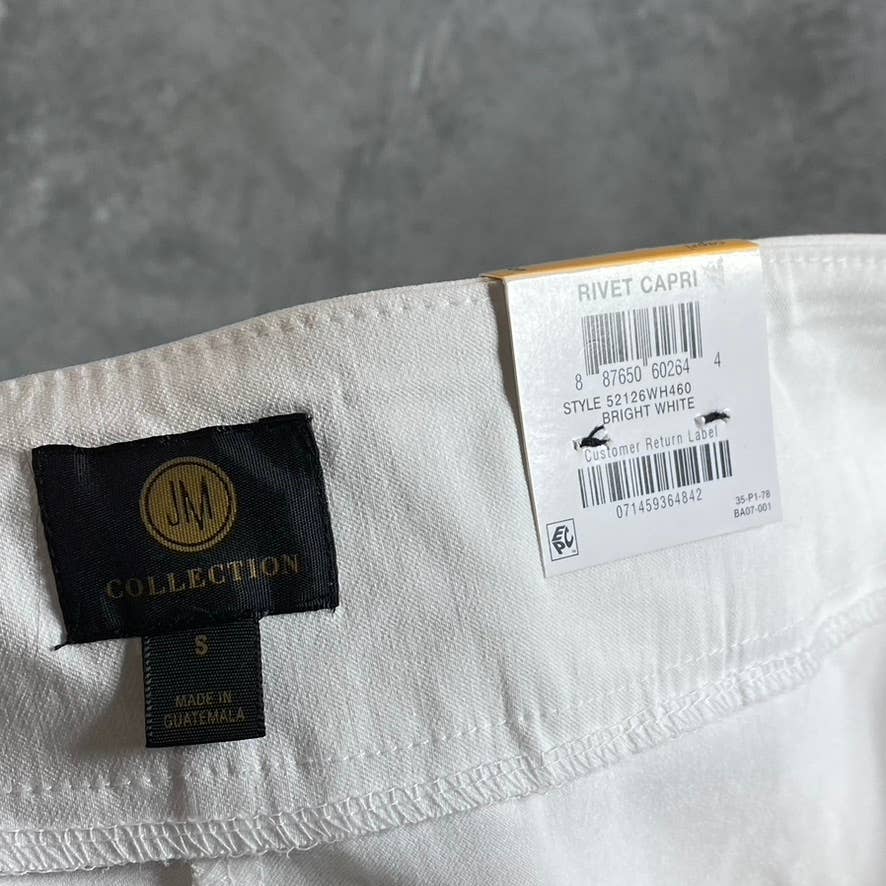 RIVET CAPRI
8 87650 60264 4
STYLE 52126WH460
BRIGHT WHITE
Customer Return Label
071459364842
35-P1-78
BA07-001
EPC
JM
COLLECTION
S
MADE IN
GUATEMALA